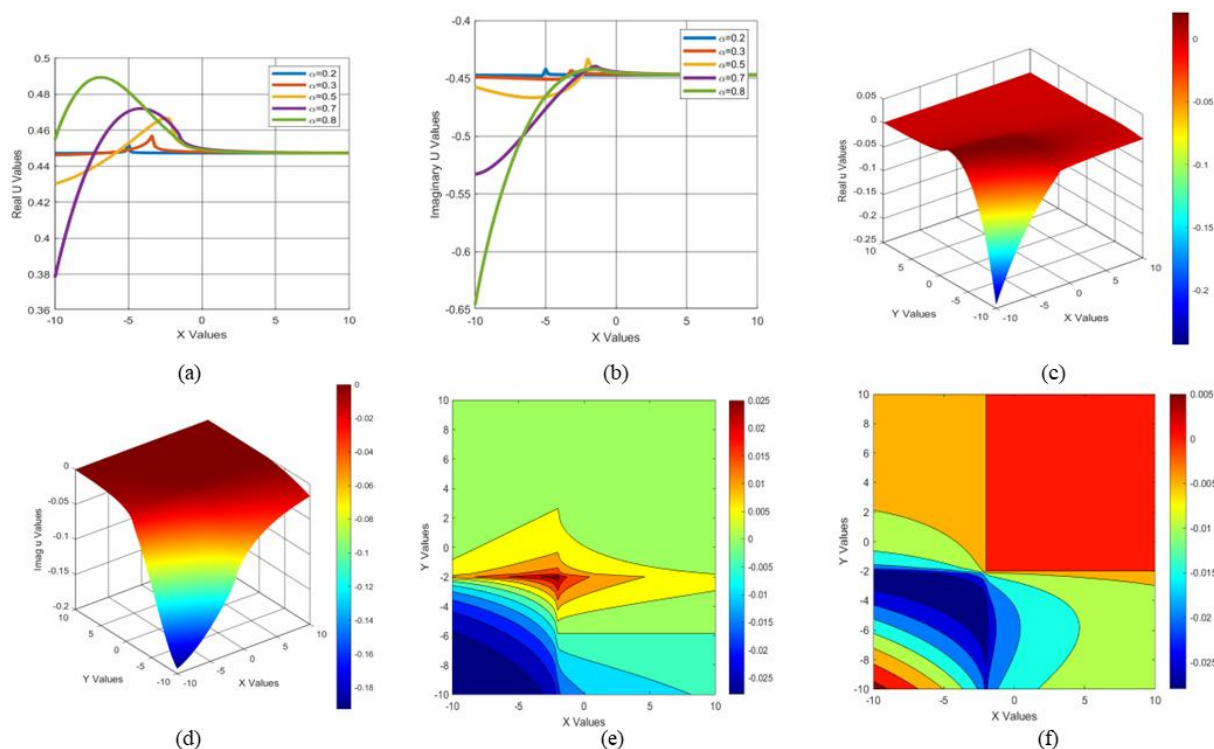 0.5
0.48
0.46
0.44
0.42
0.4
0.38
0.36
Real U Values
-10 -5 0 5 10
X Values
α=0.2
α=0.3
α=0.5
α=0.7
α=0.8
(a)
-0.4
-0.45
-0.5
-0.55
-0.6
-0.65
Imaginary U Values
-10 -5 0 5 10
X Values
α=0.2
α=0.3
α=0.5
α=0.7
α=0.8
(b)
0.05
0
-0.05
-0.1
-0.15
-0.2
-0.25
Real u Values
10 5 0 -5 -10
Y Values
-10 -5 0 5 10
X Values
0
-0.05
-0.1
-0.15
-0.2
(c)
0
-0.05
-0.1
-0.15
-0.2
Imag u Values
10 5 0 -5 -10
Y Values
-10 -5 0 5 10
X Values
0
-0.02
-0.04
-0.06
-0.08
-0.1
-0.12
-0.14
-0.16
-0.18
(d)
10
8
6
4
2
0
-2
-4
-6
-8
-10
Y Values
-10 -5 0 5 10
X Values
0.025
0.02
0.015
0.01
0.005
0
-0.005
-0.01
-0.015
-0.02
-0.025
(e)
10
8
6
4
2
0
-2
-4
-6
-8
-10
Y Values
-10 -5 0 5 10
X Values
0.005
0
-0.005
-0.01
-0.015
-0.02
-0.025
(f)